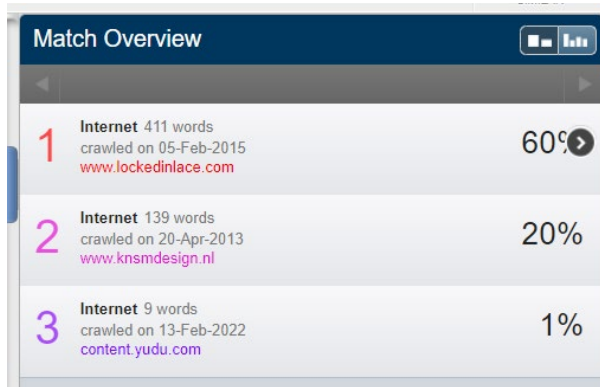 Match Overview
1
Internet 411 words
60%
crawled on 05-Feb-2015
www.lockedinlace.com
2
Internet 139 words
20%
crawled on 20-Apr-2013
www.knsmdesign.nl
3
Internet 9 words
1%
crawled on 13-Feb-2022
content.yudu.com